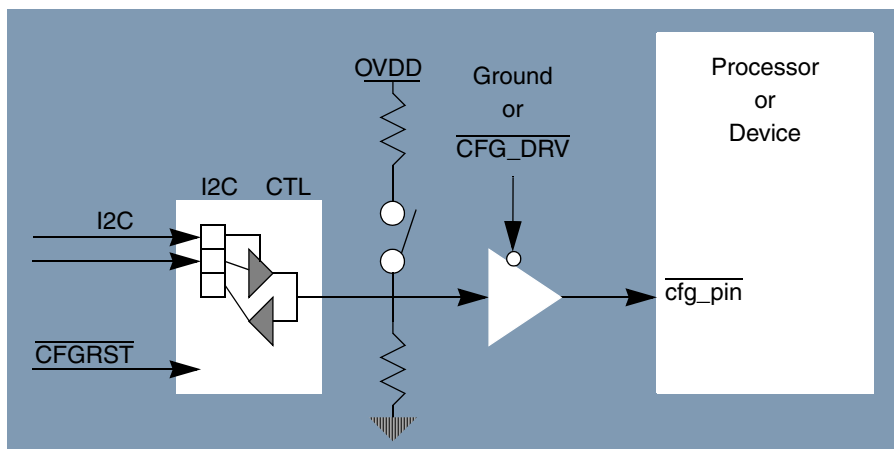 OVDD
Ground
or
CFG_DRV
Processor
or
Device
I2C CTL
I2C
cfg_pin
CFGRST